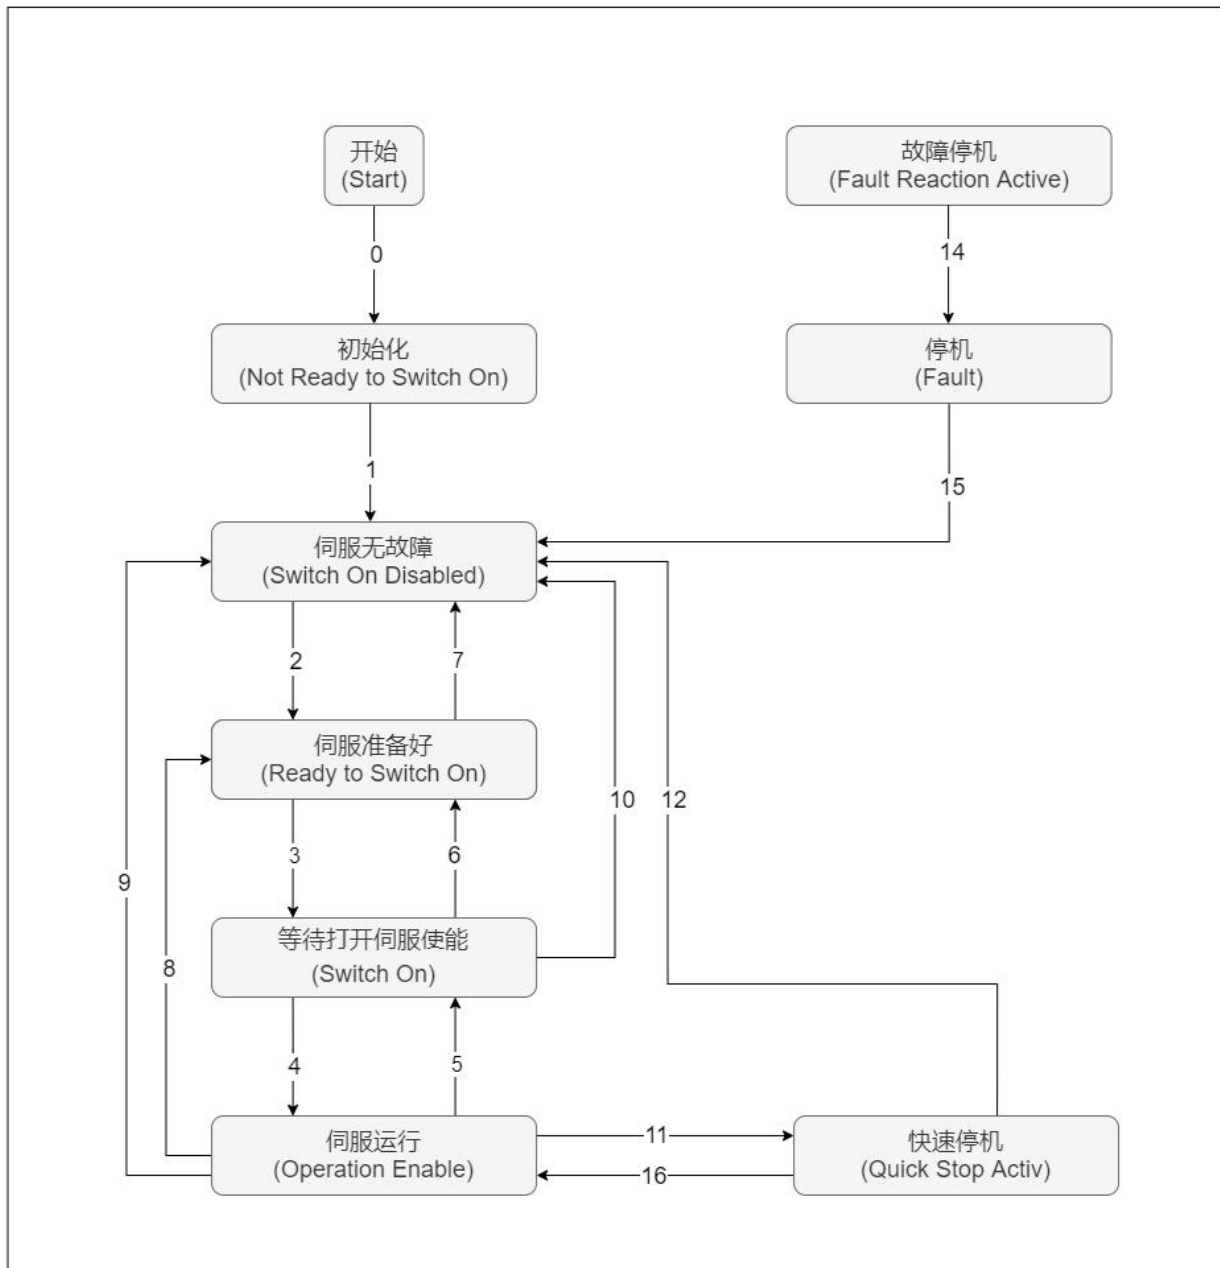 开始
(Start)
故障停机
(Fault Reaction Active)
0
14
初始化
(Not Ready to Switch On)
停机
(Fault)
1
15
伺服无故障
(Switch On Disabled)
2
7
伺服准备好
(Ready to Switch On)
10
12
3
6
9
等待打开伺服使能
(Switch On)
8
4
5
伺服运行
(Operation Enable)
11
16
快速停机
(Quick Stop Activ)